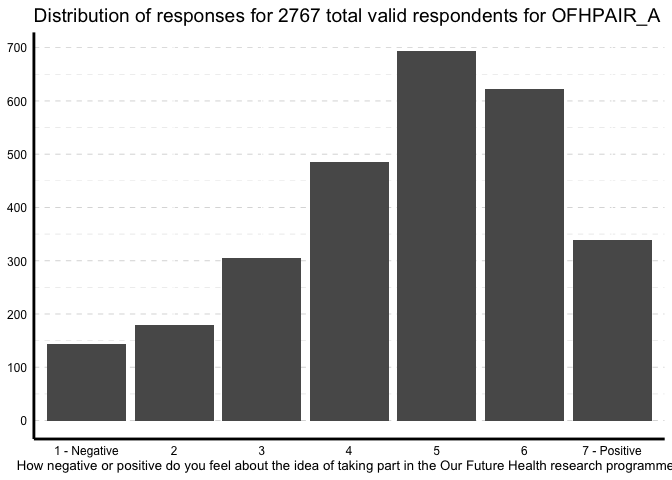 Distribution of responses for 2767 total valid respondents for OFHPAIR_A
700
600
500
400
300
200
100
0
1 - Negative 2 3 4 5 6 7 - Positive
How negative or positive do you feel about the idea of taking part in the Our Future Health research programme